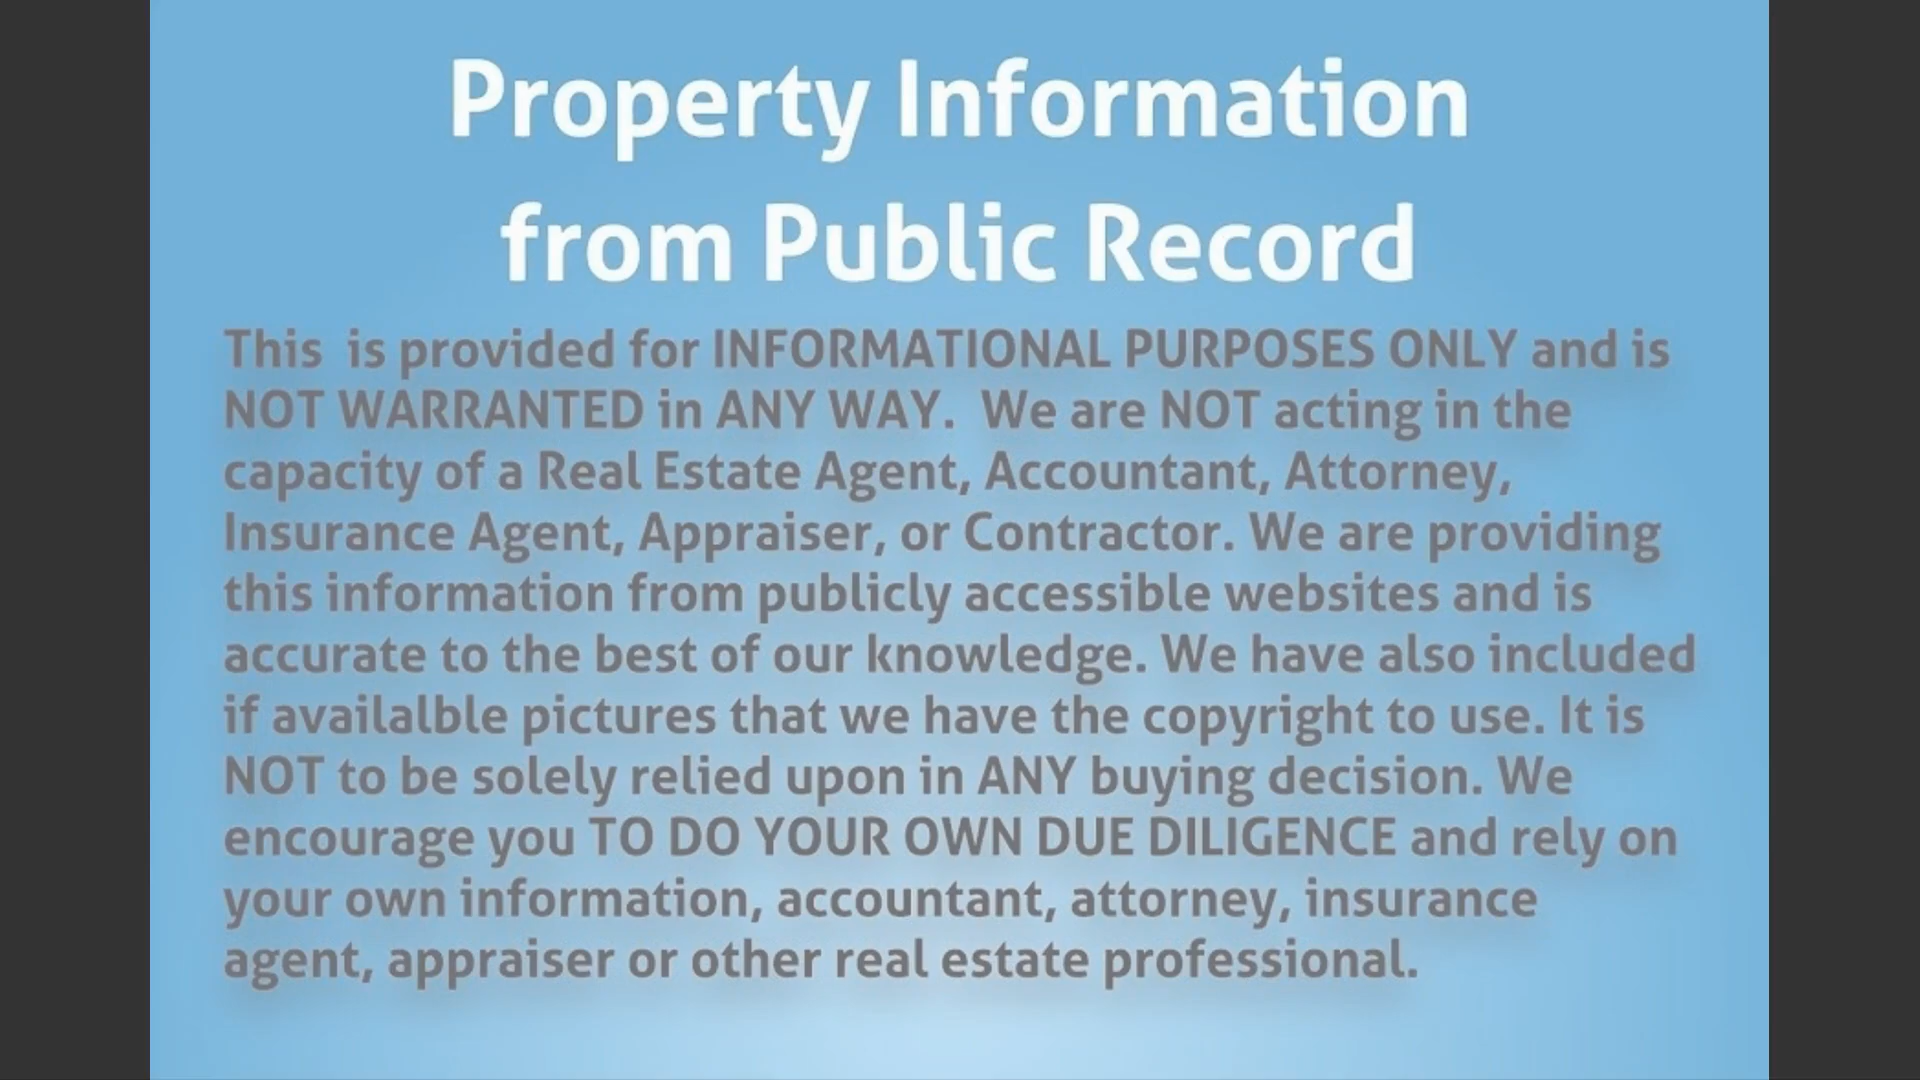 Property Information
from Public Record
This  is provided for INFORMATIONAL PURPOSES ONLY and is
NOT WARRANTED in ANY WAY.  We are NOT acting in the
capacity of a Real Estate Agent, Accountant, Attorney,
Insurance Agent, Appraiser, or Contractor. We are providing
this information from publicly accessible websites and is
accurate to the best of our knowledge. We have also included
if availalble pictures that we have the copyright to use. It is
NOT to be solely relied upon in ANY buying decision. We
encourage you TO DO YOUR OWN DUE DILIGENCE and rely on
your own information, accountant, attorney, insurance
agent, appraiser or other real estate professional.